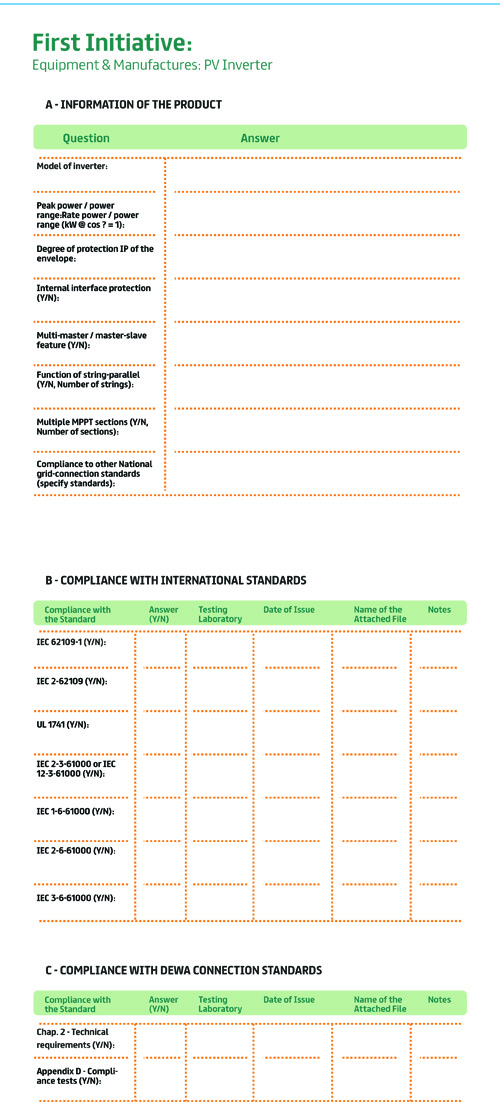 First Initiative:
Equipment & Manufactures: PV Inverter
A - INFORMATION OF THE PRODUCT
Question Answer
Model of inverter:
Peak power / power
range:Rate power / power
range (kW @ cos ? = 1):
Degree of protection IP of the
envelope:
Internal interface protection
(Y/N):
Multi-master / master-slave
feature (Y/N):
Function of string-parallel
(Y/N, Number of strings):
Multiple MPPT sections (Y/N,
Number of sections):
Compliance to other National
grid-connection standards
(specify standards):
B - COMPLIANCE WITH INTERNATIONAL STANDARDS
Compliance with
the Standard
Answer
(Y/N)
Testing
Laboratory
Date of Issue
Name of the
Attached File
Notes
IEC 62109-1 (Y/N):
IEC 2-62109 (Y/N):
UL 1741 (Y/N):
IEC 2-3-61000 or IEC
12-3-61000 (Y/N):
IEC 1-6-61000 (Y/N):
IEC 2-6-61000 (Y/N):
IEC 3-6-61000 (Y/N):
C - COMPLIANCE WITH DEWA CONNECTION STANDARDS
Compliance with
the Standard
Answer
(Y/N)
Testing
Laboratory
Date of Issue
Name of the
Attached File
Notes
Chap. 2 - Technical
requirements (Y/N):
Appendix D - Compli-
ance tests (Y/N):